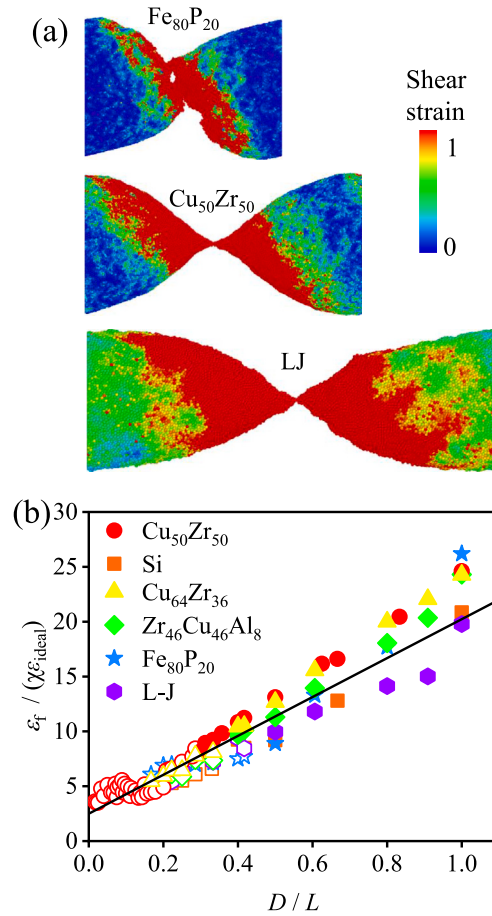 (a)
Fe₈₀P₂₀
Shear
strain
1
0
Cu₅₀Zr₅₀
LJ
(b)
30
25
20
15
10
5
0
Cu₅₀Zr₅₀
Si
Cu₆₄Zr₃₆
Zr₄₆Cu₄₆Al₈
Fe₈₀P₂₀
L-J
εf / (χεideal)
0.0 0.2 0.4 0.6 0.8 1.0
D / L